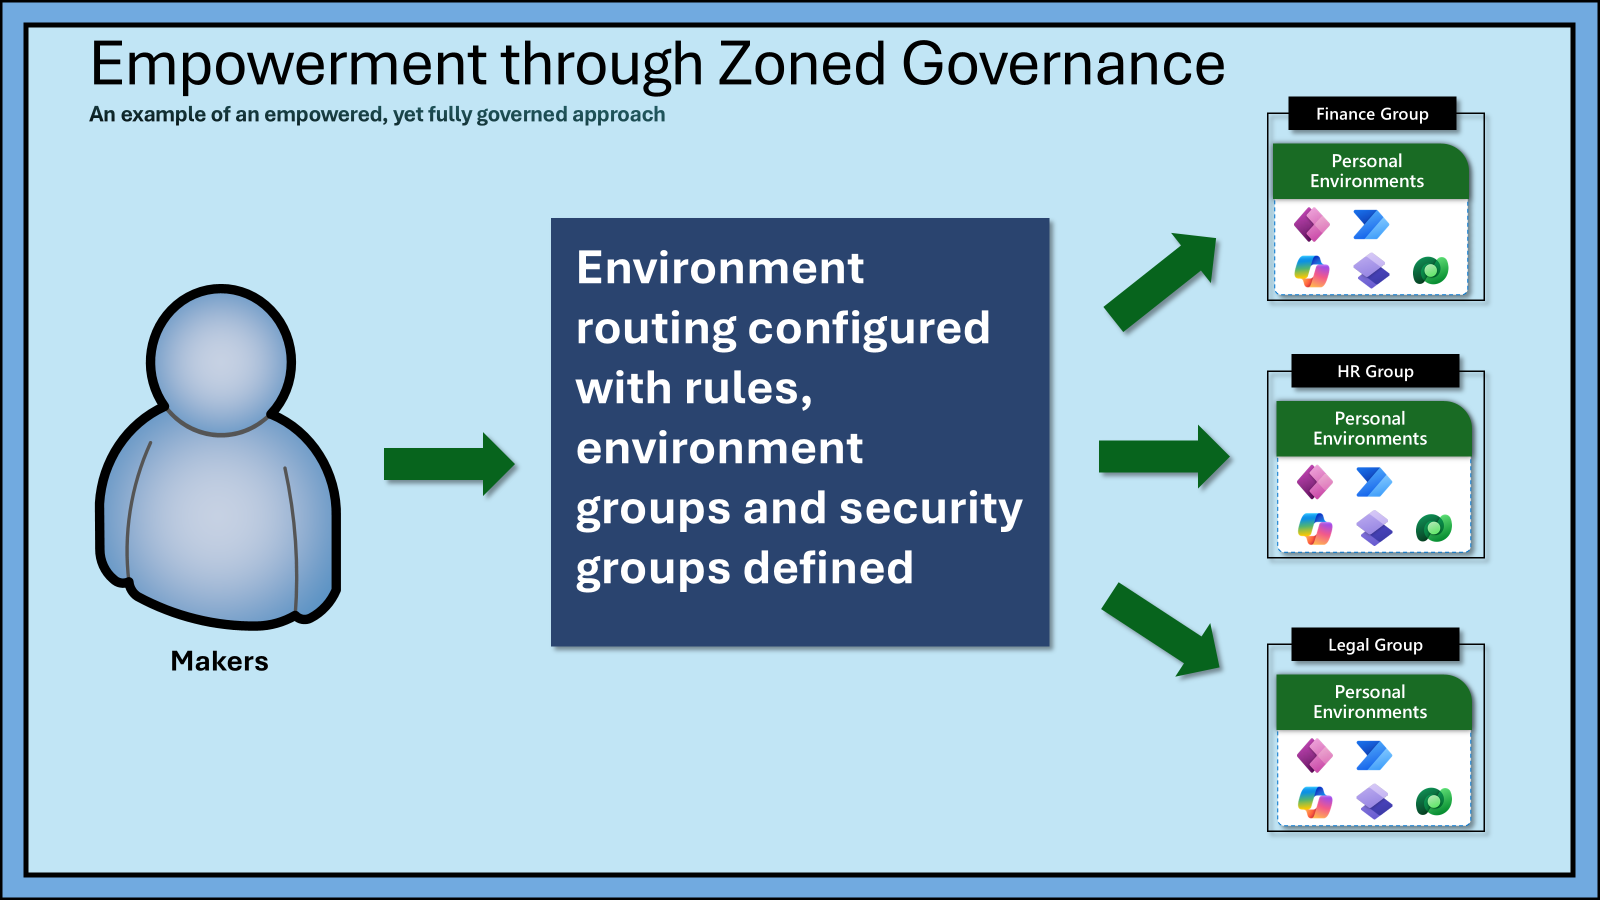 Empowerment through Zoned Governance
An example of an empowered, yet fully governed approach
Makers
Environment
routing configured
with rules,
environment
groups and security
groups defined
Finance Group
Personal
Environments
HR Group
Personal
Environments
Legal Group
Personal
Environments